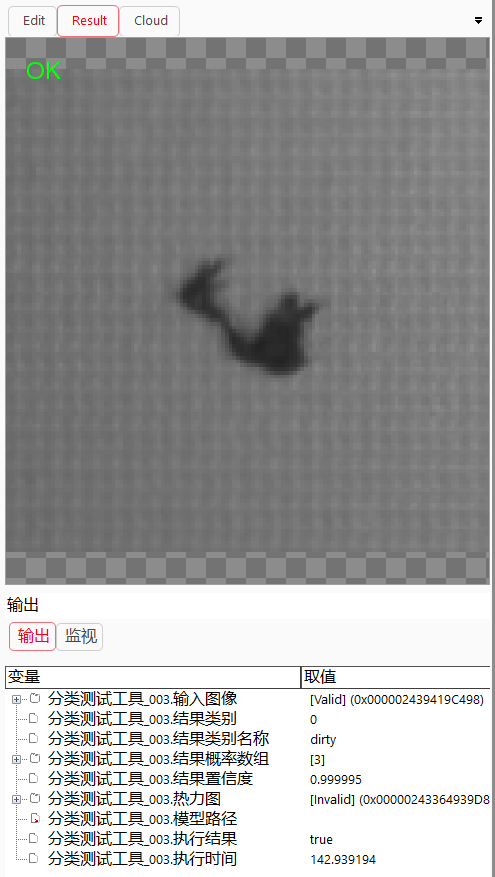 Edit Result Cloud
OK
输出
输出 监视
变量 取值
分类测试工具_003.输入图像 [Valid] (0x000002439419C498)
分类测试工具_003.结果类别 0
分类测试工具_003.结果类别名称 dirty
分类测试工具_003.结果概率数组 [3]
分类测试工具_003.结果置信度 0.999995
分类测试工具_003.热力图 [Invalid] (0x00000243364939D8
分类测试工具_003.模型路径
分类测试工具_003.执行结果 true
分类测试工具_003.执行时间 142.939194